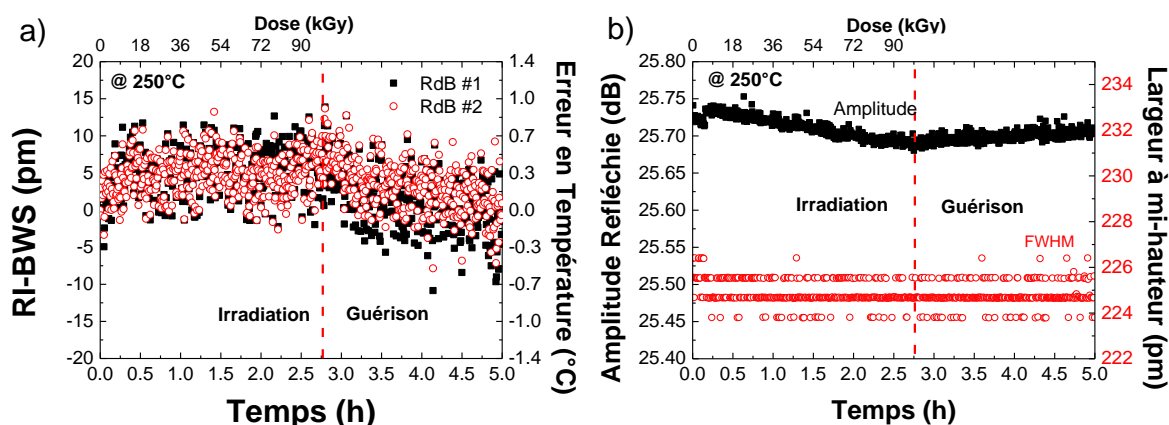 a)
Dose (kGy)
0 18 36 54 72 90
@ 250°C
RdB #1
RdB #2
20
15
10
5
0
-5
-10
-15
-20
RI-BWS (pm)
1.4
1.0
0.7
0.3
0.0
-0.3
-0.7
-1.0
-1.4
Erreur en Température (°C)
Irradiation
Guérison
0.0 0.5 1.0 1.5 2.0 2.5 3.0 3.5 4.0 4.5 5.0
Temps (h)
b)
Dose (kGy)
0 18 36 54 72 90
@ 250°C
Amplitude
25.80
25.75
25.70
25.65
25.60
25.55
25.50
25.45
25.40
Amplitude Refléchie (dB)
234
232
230
228
226
224
222
Largeur à mi-hauteur (pm)
Irradiation
Guérison
FWHM
0.0 0.5 1.0 1.5 2.0 2.5 3.0 3.5 4.0 4.5 5.0
Temps (h)